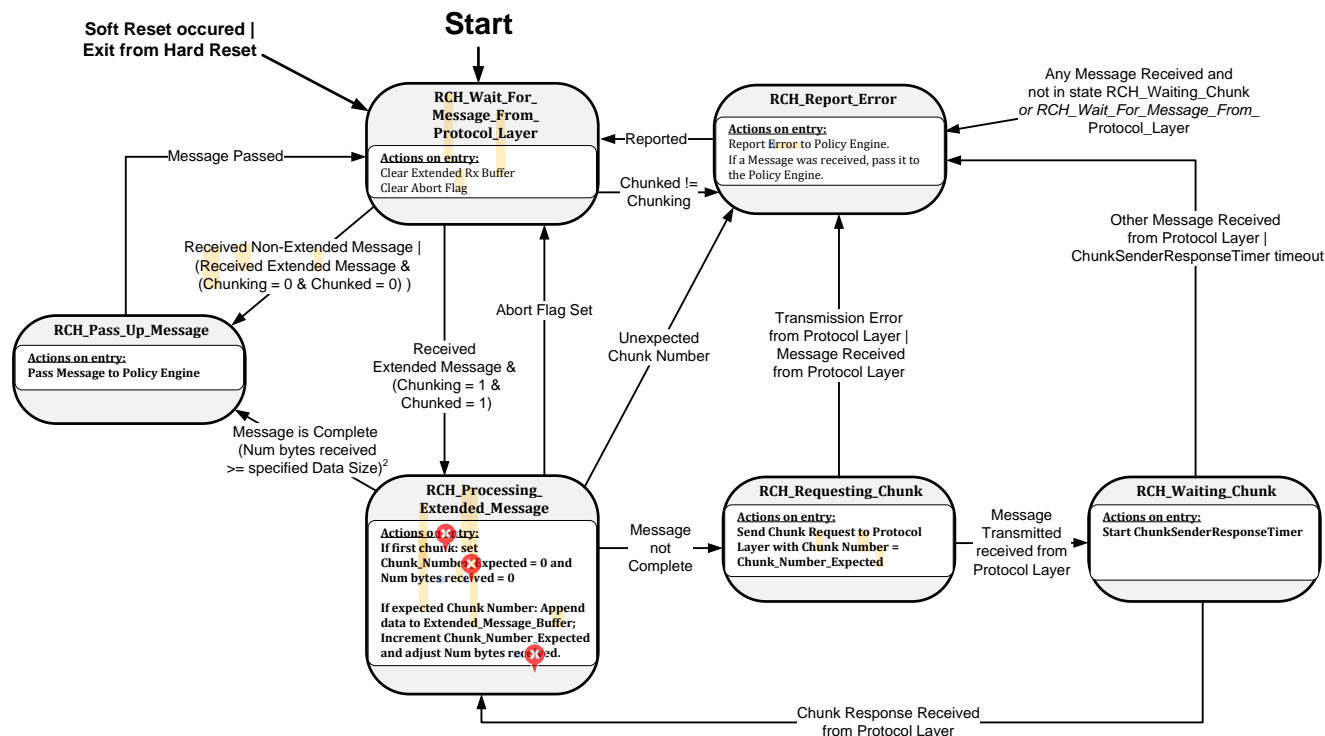 Soft Reset occured |
Exit from Hard Reset
Start
RCH_Wait_For_
Message_From_
Protocol_Layer
Actions on entry:
Clear Extended Rx Buffer
Clear Abort Flag
RCH_Report_Error
Actions on entry:
Report Error to Policy Engine.
If a Message was received, pass it to
the Policy Engine.
Any Message Received and
not in state RCH_Waiting_Chunk
or RCH_Wait_For_Message_From_
Protocol_Layer
Reported
Message Passed
Chunked !=
Chunking
Received Non-Extended Message |
(Received Extended Message &
(Chunking = 0 & Chunked = 0) )
Other Message Received
from Protocol Layer |
ChunkSenderResponseTimer timeout
Abort Flag Set
RCH_Pass_Up_Message
Actions on entry:
Pass Message to Policy Engine
Unexpected
Chunk Number
Transmission Error
from Protocol Layer |
Message Received
from Protocol Layer
Received
Extended Message &
(Chunking = 1 &
Chunked = 1)
Message is Complete
(Num bytes received
>= specified Data Size)2
RCH_Processing_
Extended_Message
Actions on entry:
If first chunk: set
Chunk_Number_Expected = 0 and
Num bytes received = 0
If expected Chunk Number: Append
data to Extended_Message_Buffer;
Increment Chunk_Number_Expected
and adjust Num bytes received.
Message
not
Complete
RCH_Requesting_Chunk
Actions on entry:
Send Chunk Request to Protocol
Layer with Chunk Number =
Chunk_Number_Expected
Message
Transmitted
received from
Protocol Layer
RCH_Waiting_Chunk
Actions on entry:
Start ChunkSenderResponseTimer
Chunk Response Received
from Protocol Layer